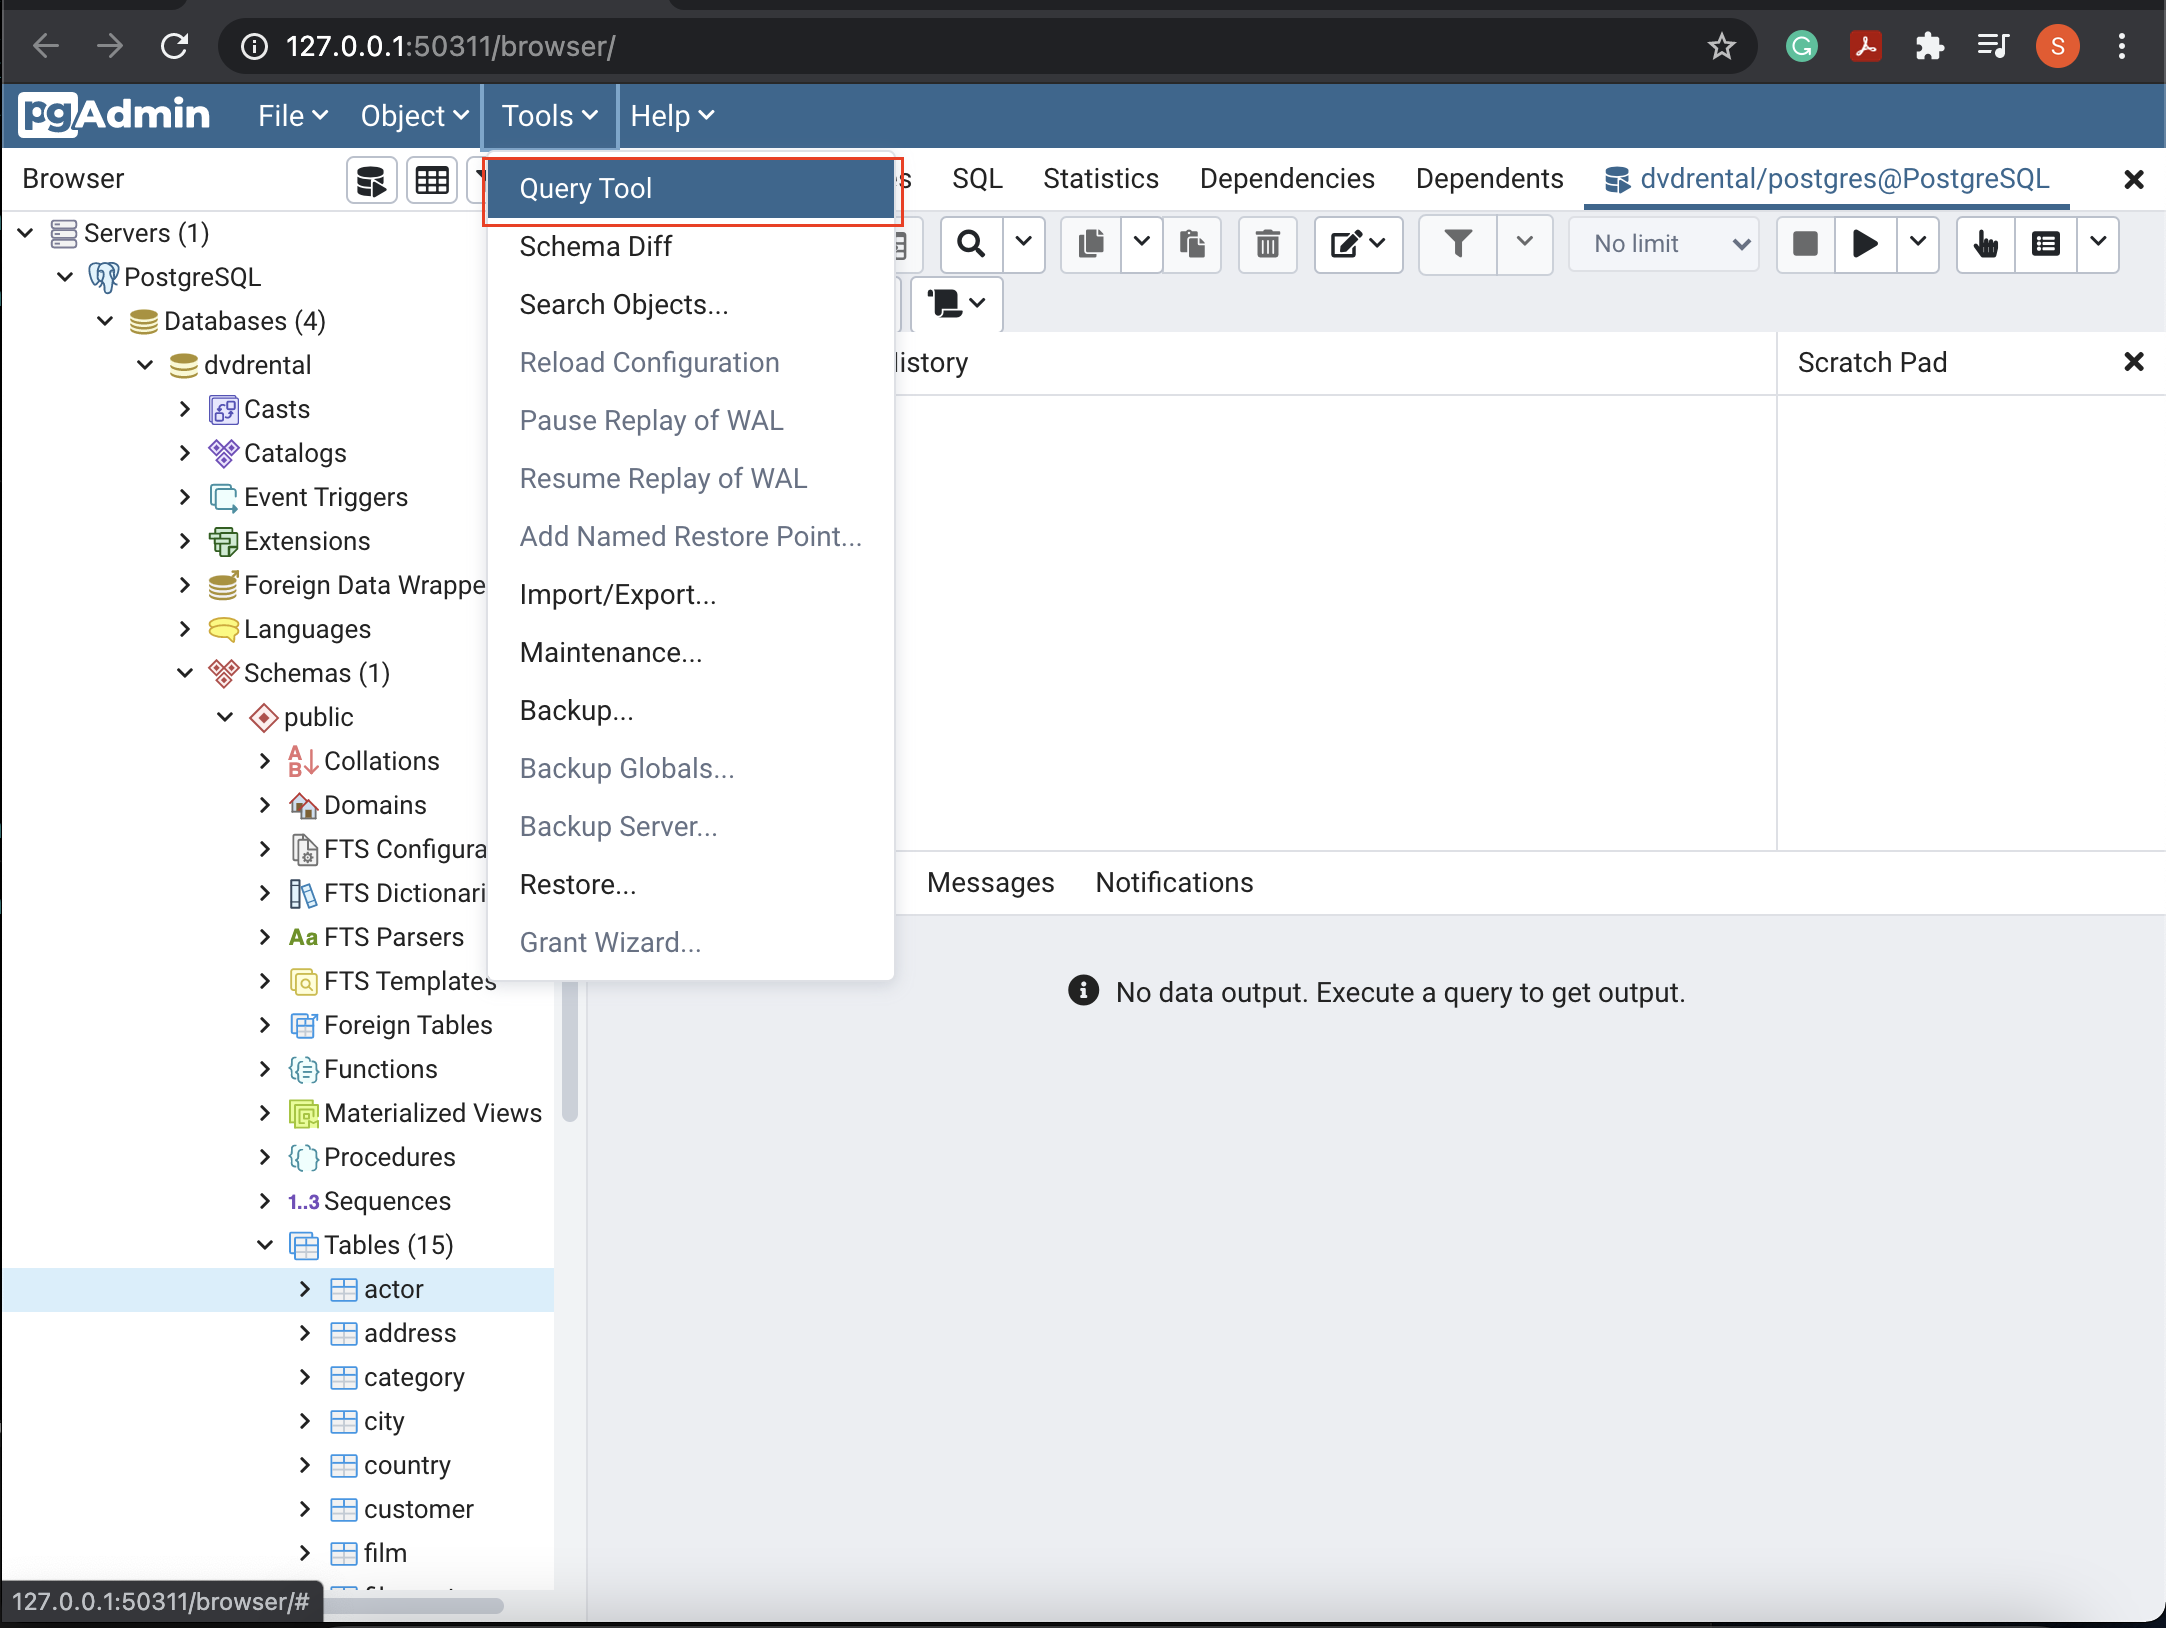 127.0.0.1:50311/browser/
S
pgAdmin
File
Object
Tools
Help
Browser
SQL
Statistics
Dependencies
Dependents
dvdrental/postgres@PostgreSQL
Query Tool
Schema Diff
Search Objects...
Reload Configuration
Pause Replay of WAL
Resume Replay of WAL
Add Named Restore Point...
Import/Export...
Maintenance...
Backup...
Backup Globals...
Backup Server...
Restore...
Grant Wizard...
No limit
istory
Scratch Pad
Servers (1)
PostgreSQL
Databases (4)
dvdrental
Casts
Catalogs
Event Triggers
Extensions
Foreign Data Wrappe
Languages
Schemas (1)
public
Collations
Domains
FTS Configura
FTS Dictionari
Aa FTS Parsers
FTS Templates
Foreign Tables
Functions
Materialized Views
Procedures
1..3 Sequences
Tables (15)
actor
address
category
city
country
customer
film
Messages
Notifications
No data output. Execute a query to get output.
127.0.0.1:50311/browser/#